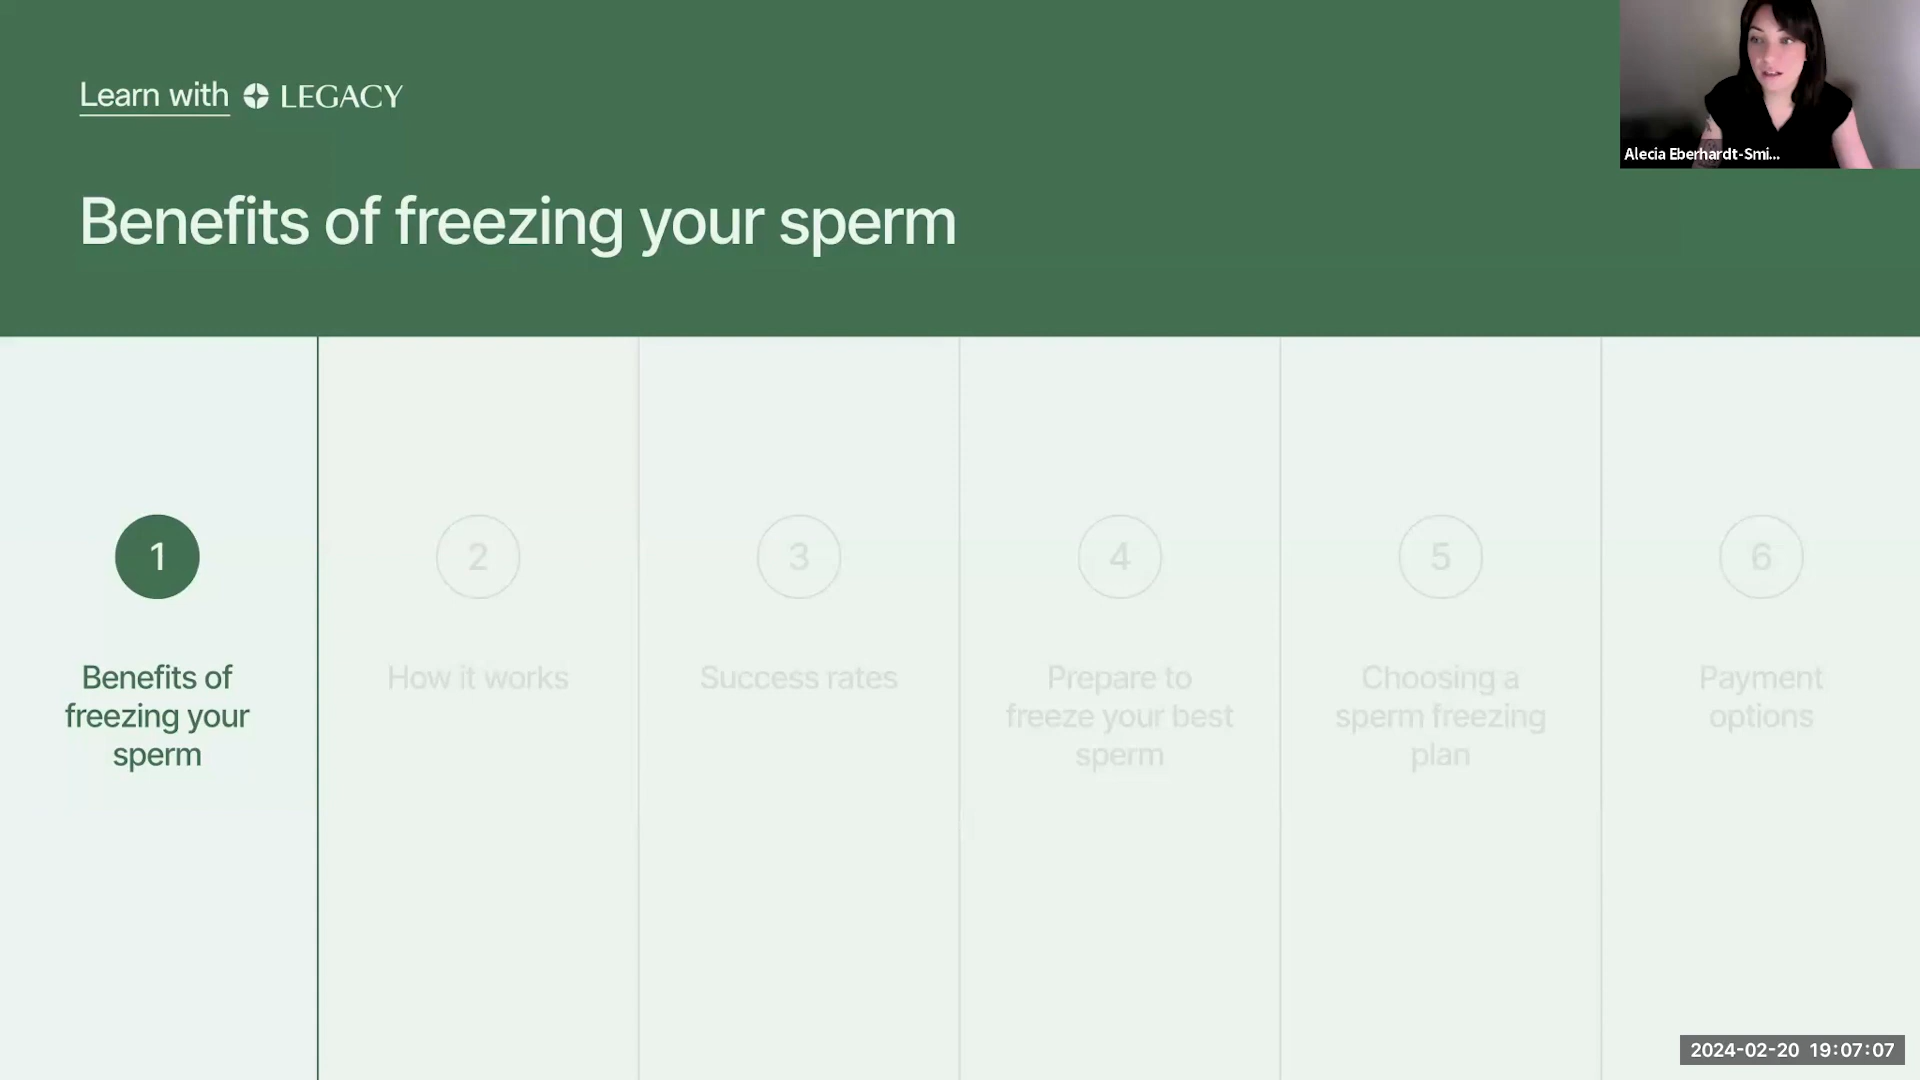 Learn with LEGACY
Alecia Eberhardt-Smi...
Benefits of freezing your sperm
1
Benefits of
freezing your
sperm
2
How it works
3
Success rates
4
Prepare to
freeze your best
sperm
5
Choosing a
sperm freezing
plan
6
Payment
options
2024-02-20 19:07:07